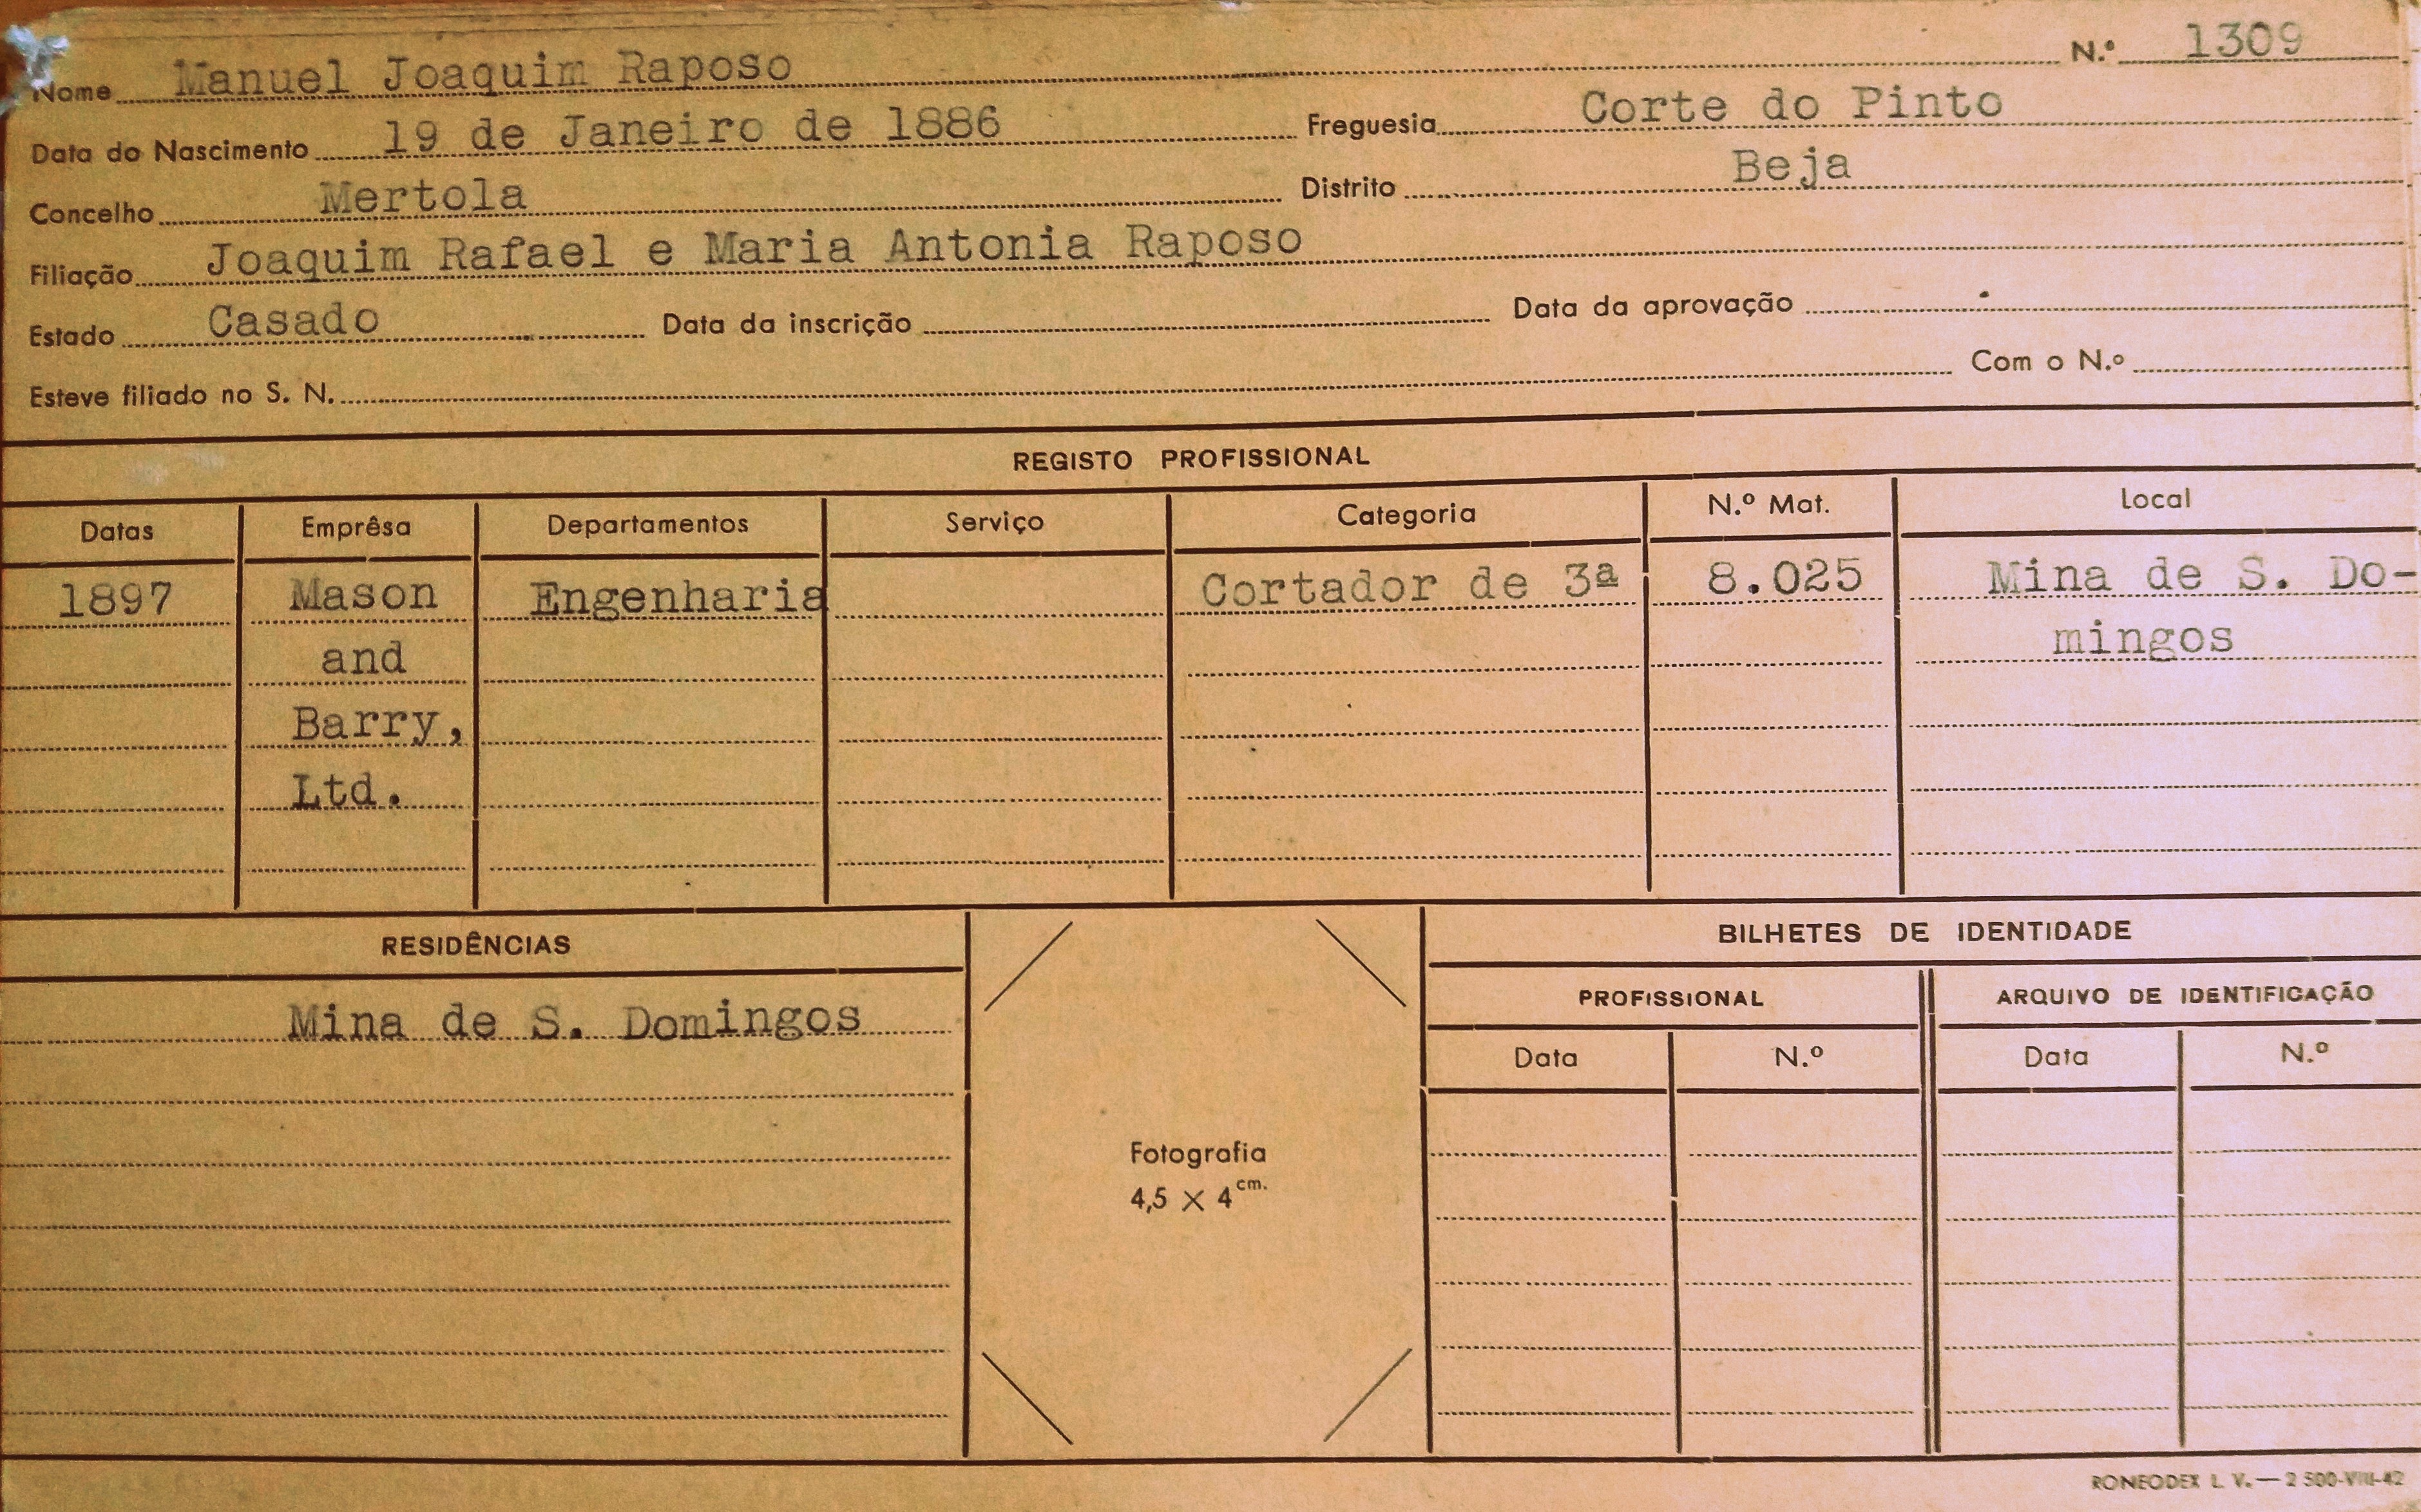 Nome Manuel Joaquim Raposo N.º 1309
Data do Nascimento 19 de Janeiro de 1886 Freguesia Corte do Pinto
Concelho Mertola Distrito Beja
Filiação Joaquim Rafael e Maria Antonia Raposo
Estado Casado Data da inscrição Data da aprovação
Esteve filiado no S. N. Com o N.º
REGISTO PROFISSIONAL
Datas Emprêsa Departamentos Serviço Categoria N.º Mat. Local
1897 Mason Engenharia Cortador de 3ª 8.025 Mina de S. Do-
and mingos
Barry,
Ltd.
RESIDÊNCIAS BILHETES DE IDENTIDADE
PROFISSIONAL ARQUIVO DE IDENTIFICAÇÃO
Mina de S. Domingos
Data N.º Data N.º
Fotografia
4,5 × 4 cm.
RONEODEX L. V. — 2 500-VIII-42